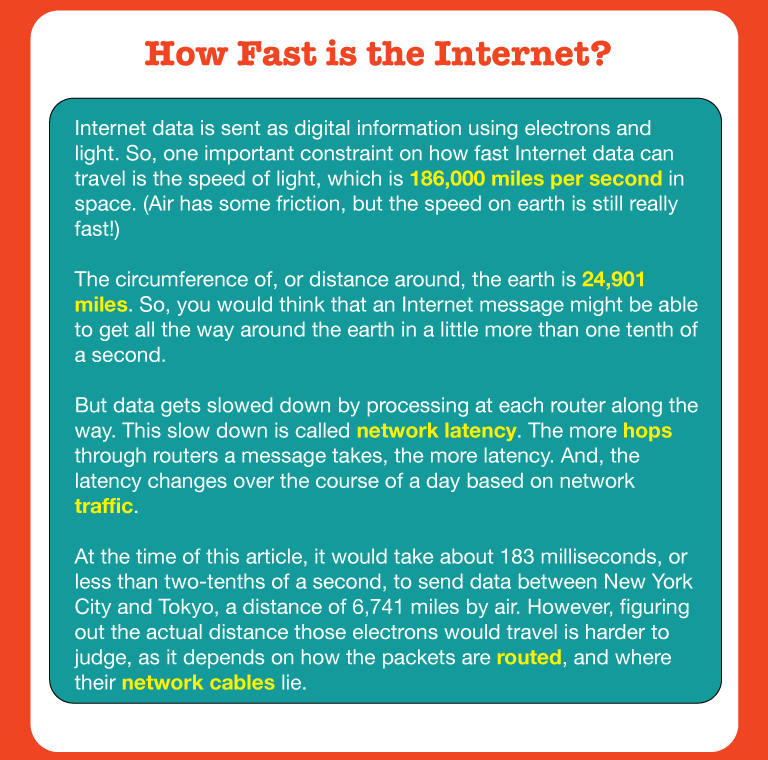 How Fast is the Internet?
Internet data is sent as digital information using electrons and
light. So, one important constraint on how fast Internet data can
travel is the speed of light, which is 186,000 miles per second in
space. (Air has some friction, but the speed on earth is still really
fast!)
The circumference of, or distance around, the earth is 24,901
miles. So, you would think that an Internet message might be able
to get all the way around the earth in a little more than one tenth of
a second.
But data gets slowed down by processing at each router along the
way. This slow down is called network latency. The more hops
through routers a message takes, the more latency. And, the
latency changes over the course of a day based on network
traffic.
At the time of this article, it would take about 183 milliseconds, or
less than two-tenths of a second, to send data between New York
City and Tokyo, a distance of 6,741 miles by air. However, figuring
out the actual distance those electrons would travel is harder to
judge, as it depends on how the packets are routed, and where
their network cables lie.